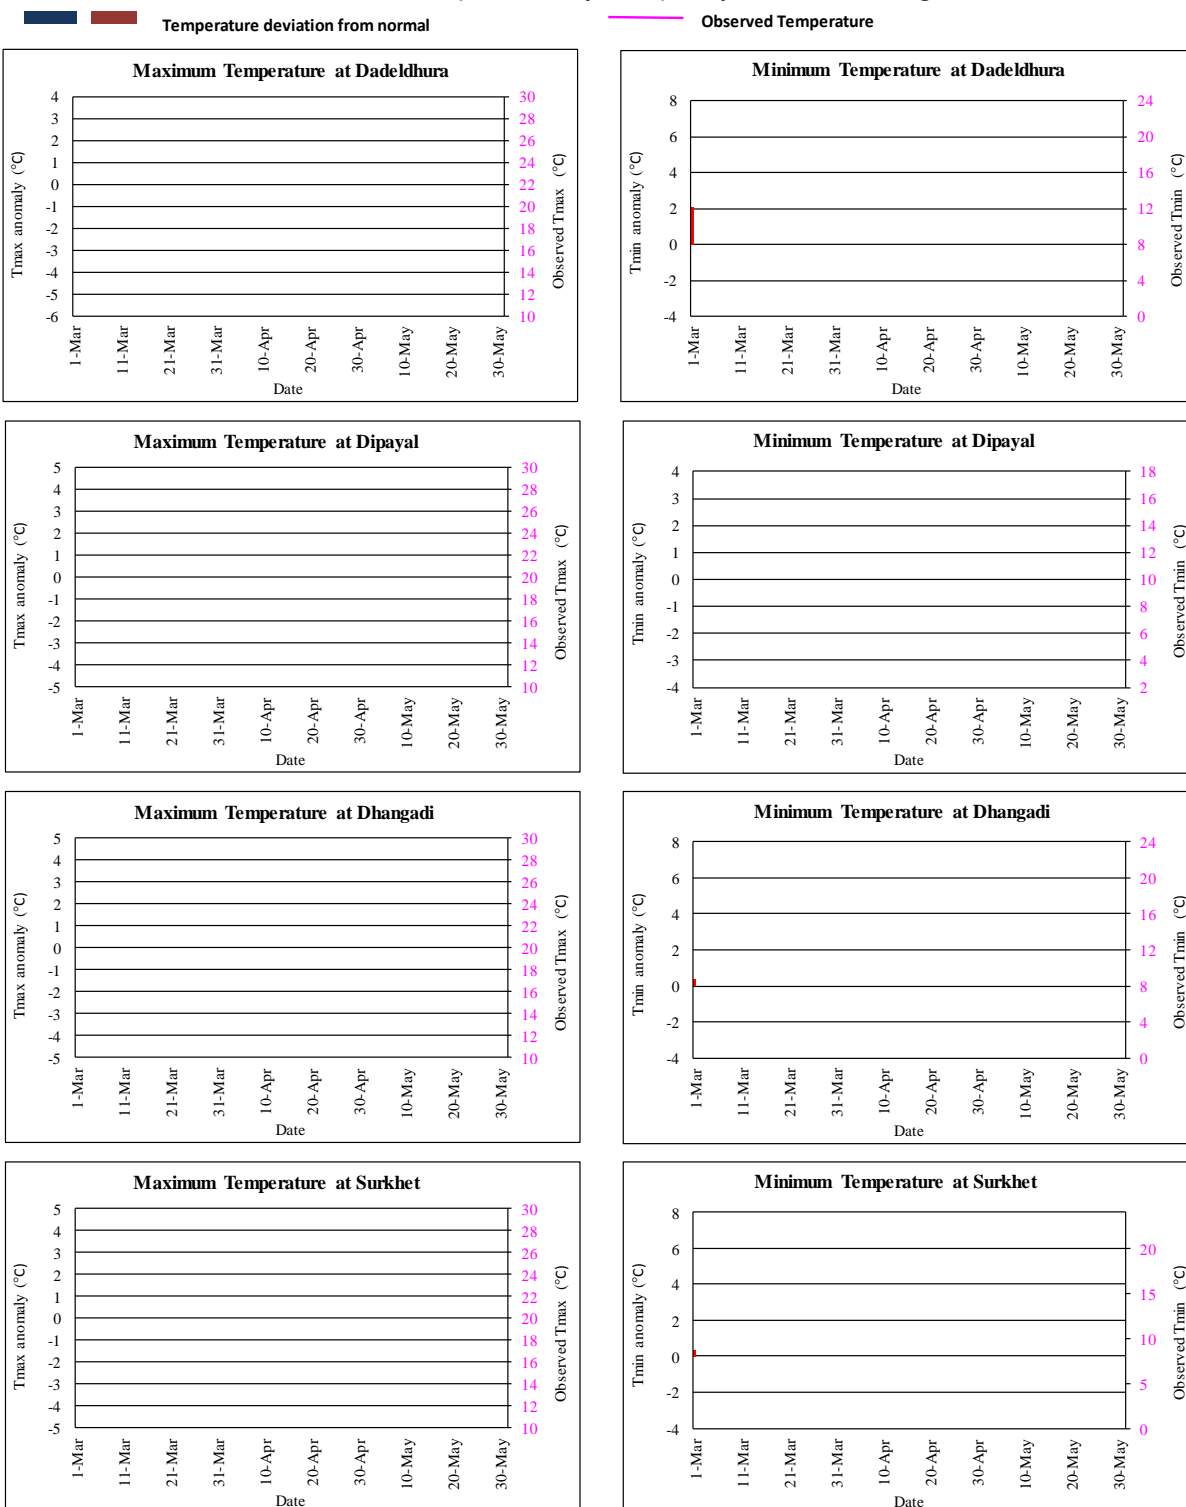 Temperature deviation from normal
Observed Temperature
Maximum Temperature at Dadeldhura
Tmax anomaly (°C)
4
3
2
1
0
-1
-2
-3
-4
-5
-6
30
28
26
24
22
20
18
16
14
12
10
Observed Tmax (°C)
1-Mar
11-Mar
21-Mar
31-Mar
10-Apr
20-Apr
30-Apr
10-May
20-May
30-May
Date
Minimum Temperature at Dadeldhura
Tmin anomaly (°C)
8
6
4
2
0
-2
-4
24
20
16
12
8
4
0
Observed Tmin (°C)
1-Mar
11-Mar
21-Mar
31-Mar
10-Apr
20-Apr
30-Apr
10-May
20-May
30-May
Date
Maximum Temperature at Dipayal
Tmax anomaly (°C)
5
4
3
2
1
0
-1
-2
-3
-4
-5
30
28
26
24
22
20
18
16
14
12
10
Observed Tmax (°C)
1-Mar
11-Mar
21-Mar
31-Mar
10-Apr
20-Apr
30-Apr
10-May
20-May
30-May
Date
Minimum Temperature at Dipayal
Tmin anomaly (°C)
4
3
2
1
0
-1
-2
-3
-4
18
16
14
12
10
8
6
4
2
Observed Tmin (°C)
1-Mar
11-Mar
21-Mar
31-Mar
10-Apr
20-Apr
30-Apr
10-May
20-May
30-May
Date
Maximum Temperature at Dhangadi
Tmax anomaly (°C)
5
4
3
2
1
0
-1
-2
-3
-4
-5
30
28
26
24
22
20
18
16
14
12
10
Observed Tmax (°C)
1-Mar
11-Mar
21-Mar
31-Mar
10-Apr
20-Apr
30-Apr
10-May
20-May
30-May
Date
Minimum Temperature at Dhangadi
Tmin anomaly (°C)
8
6
4
2
0
-2
-4
24
20
16
12
8
4
0
Observed Tmin (°C)
1-Mar
11-Mar
21-Mar
31-Mar
10-Apr
20-Apr
30-Apr
10-May
20-May
30-May
Date
Maximum Temperature at Surkhet
Tmax anomaly (°C)
5
4
3
2
1
0
-1
-2
-3
-4
-5
30
28
26
24
22
20
18
16
14
12
10
Observed Tmax (°C)
1-Mar
11-Mar
21-Mar
31-Mar
10-Apr
20-Apr
30-Apr
10-May
20-May
30-May
Date
Minimum Temperature at Surkhet
Tmin anomaly (°C)
8
6
4
2
0
-2
-4
20
15
10
5
0
Observed Tmin (°C)
1-Mar
11-Mar
21-Mar
31-Mar
10-Apr
20-Apr
30-Apr
10-May
20-May
30-May
Date